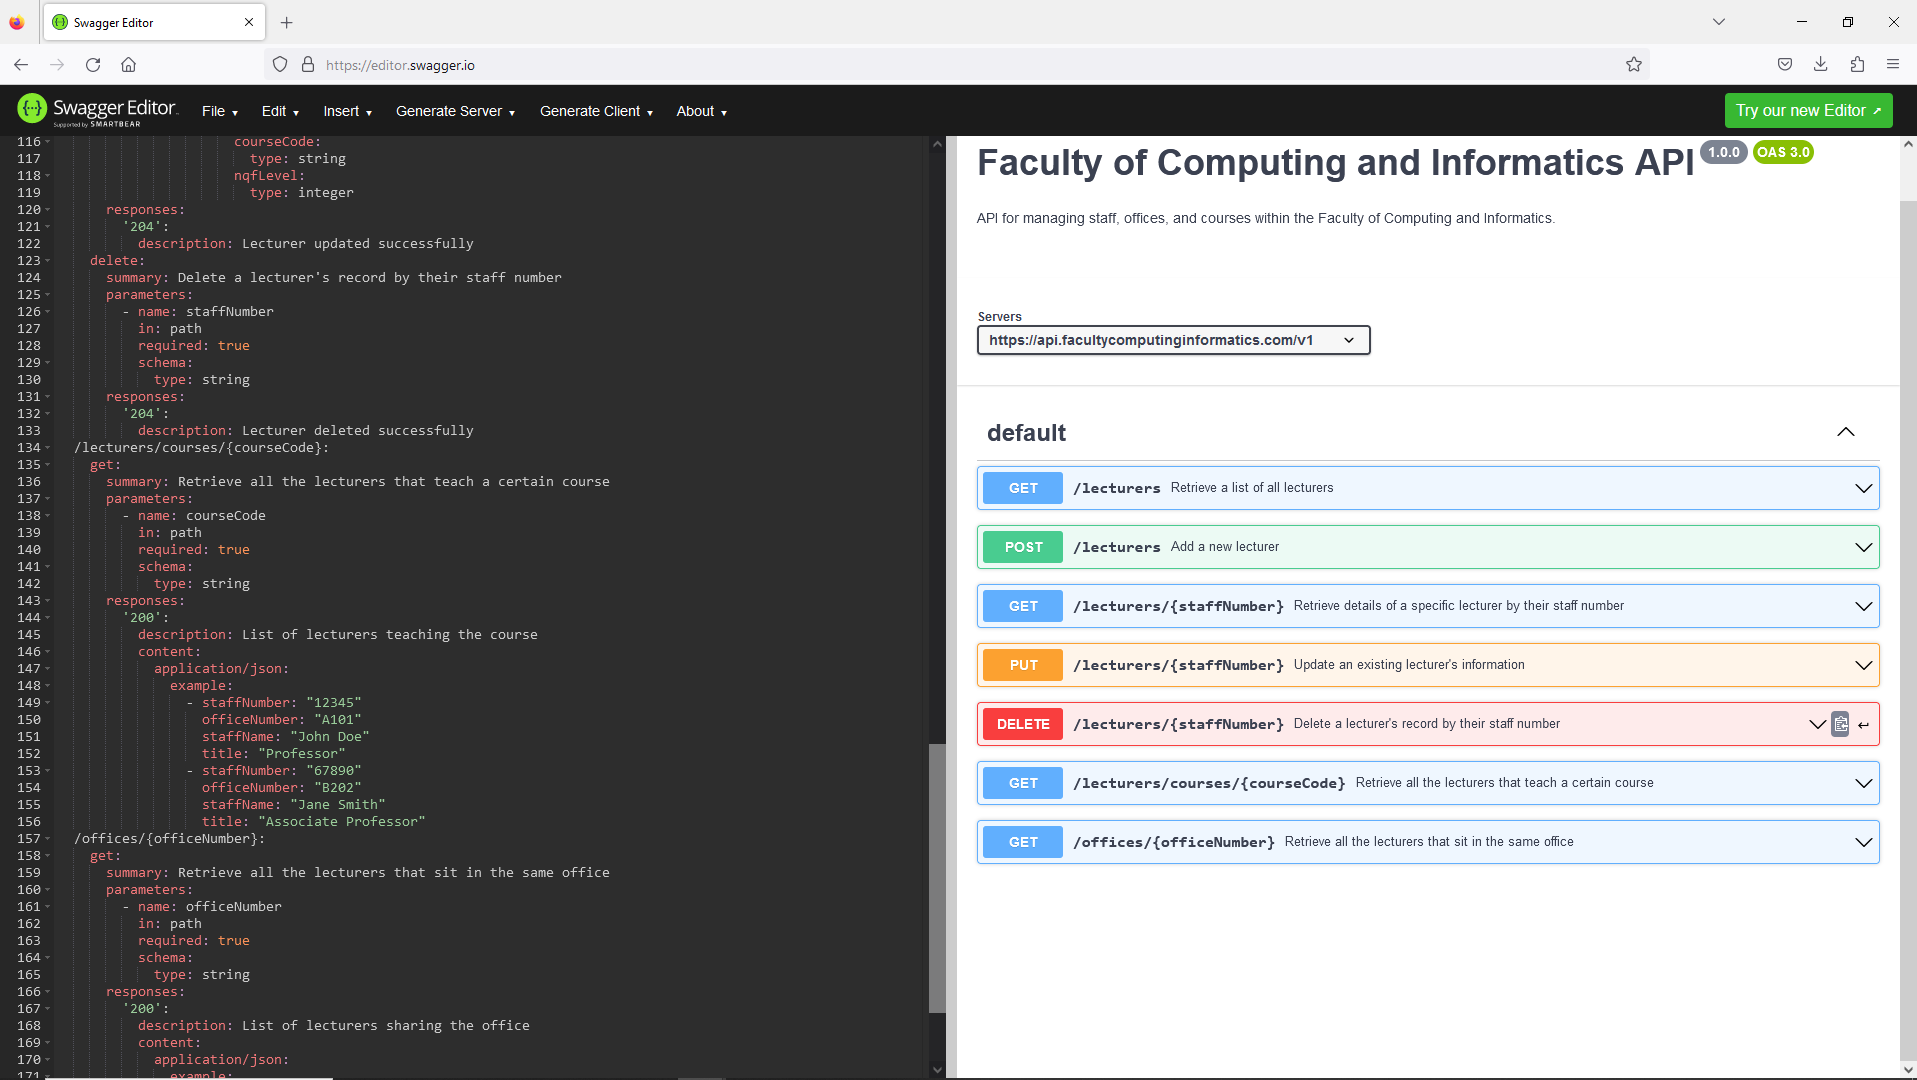 Swagger Editor
https://editor.swagger.io
Swagger Editor
Supported by SMARTBEAR
File
Edit
Insert
Generate Server
Generate Client
About
Try our new Editor
116 courseCode:
117 type: string
118 nqfLevel:
119 type: integer
120 responses:
121 '204':
122 description: Lecturer updated successfully
123 delete:
124 summary: Delete a lecturer's record by their staff number
125 parameters:
126 - name: staffNumber
127 in: path
128 required: true
129 schema:
130 type: string
131 responses:
132 '204':
133 description: Lecturer deleted successfully
134 /lecturers/courses/{courseCode}:
135 get:
136 summary: Retrieve all the lecturers that teach a certain course
137 parameters:
138 - name: courseCode
139 in: path
140 required: true
141 schema:
142 type: string
143 responses:
144 '200':
145 description: List of lecturers teaching the course
146 content:
147 application/json:
148 example:
149 - staffNumber: "12345"
150 officeNumber: "A101"
151 staffName: "John Doe"
152 title: "Professor"
153 - staffNumber: "67890"
154 officeNumber: "B202"
155 staffName: "Jane Smith"
156 title: "Associate Professor"
157 /offices/{officeNumber}:
158 get:
159 summary: Retrieve all the lecturers that sit in the same office
160 parameters:
161 - name: officeNumber
162 in: path
163 required: true
164 schema:
165 type: string
166 responses:
167 '200':
168 description: List of lecturers sharing the office
169 content:
170 application/json:
171 example:
Faculty of Computing and Informatics API 1.0.0 OAS 3.0
API for managing staff, offices, and courses within the Faculty of Computing and Informatics.
Servers
https://api.facultycomputinginformatics.com/v1
default
GET /lecturers Retrieve a list of all lecturers
POST /lecturers Add a new lecturer
GET /lecturers/{staffNumber} Retrieve details of a specific lecturer by their staff number
PUT /lecturers/{staffNumber} Update an existing lecturer's information
DELETE /lecturers/{staffNumber} Delete a lecturer's record by their staff number
GET /lecturers/courses/{courseCode} Retrieve all the lecturers that teach a certain course
GET /offices/{officeNumber} Retrieve all the lecturers that sit in the same office